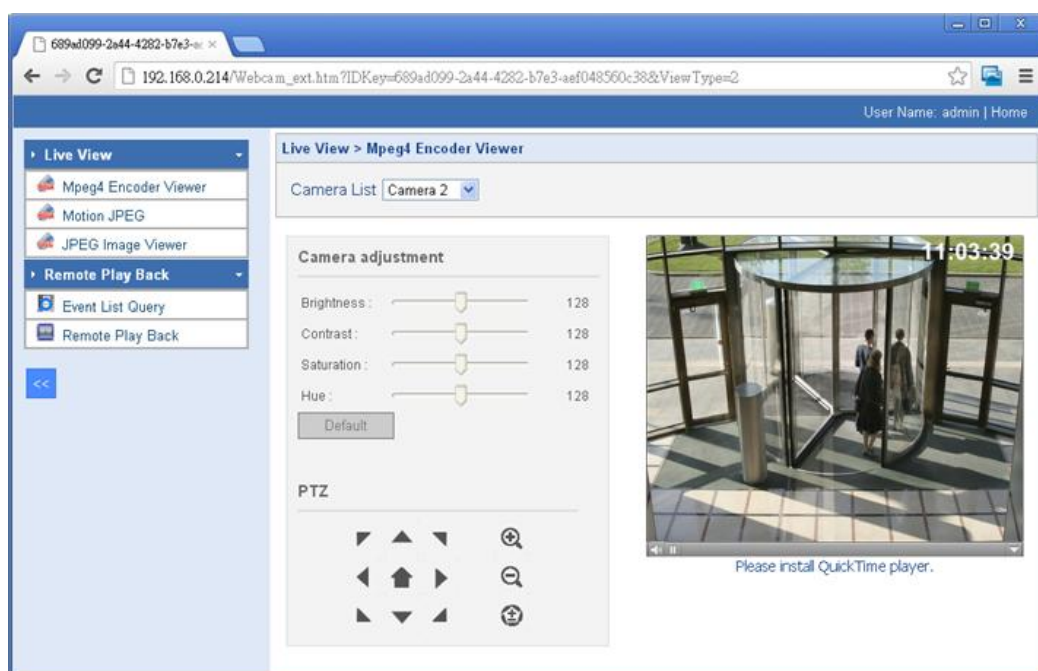 689ad099-2a44-4282-b7e3-ae
192.168.0.214/Webcam_ext.htm?IDKey=689ad099-2a44-4282-b7e3-aef048560c38&ViewType=2
User Name: admin | Home
Live View
Mpeg4 Encoder Viewer
Motion JPEG
JPEG Image Viewer
Remote Play Back
Event List Query
Remote Play Back
<<
Live View > Mpeg4 Encoder Viewer
Camera List Camera 2
Camera adjustment
Brightness : 128
Contrast : 128
Saturation : 128
Hue : 128
Default
PTZ
11:03:39
Please install QuickTime player.